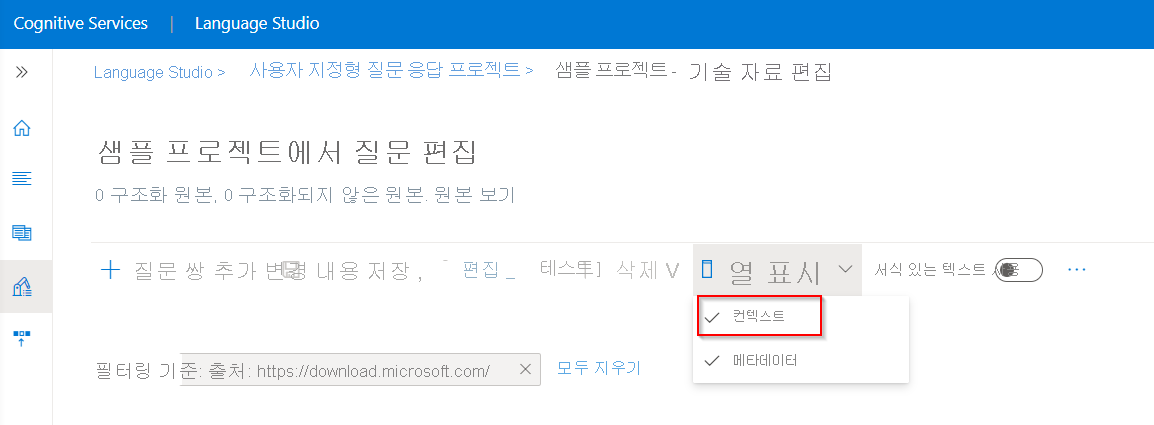 Cognitive Services | Language Studio
Language Studio > 사용자 지정형 질문 응답 프로젝트 > 샘플 프로젝트 - 기술 자료 편집
샘플 프로젝트에서 질문 편집
0 구조화 원본, 0 구조화되지 않은 원본. 원본 보기
+ 질문 쌍 추가 변경 내용 저장 , 편집 _ 테스트] 삭제 V 열 표시 서식 있는 텍스트 사용 ...
컨텍스트
메타데이터
필터링 기준: 출처: https://download.microsoft.com/ 모두 지우기